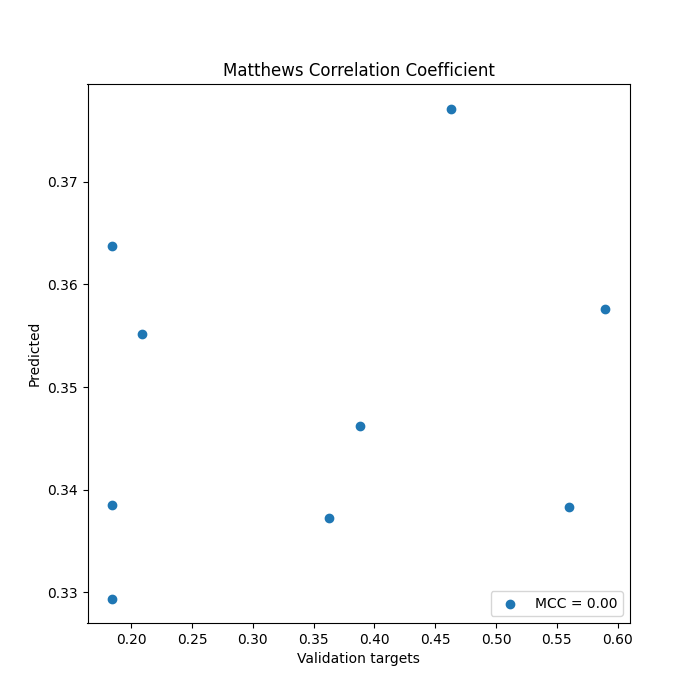 Matthews Correlation Coefficient
Predicted
0.37
0.36
0.35
0.34
0.33
MCC = 0.00
0.20 0.25 0.30 0.35 0.40 0.45 0.50 0.55 0.60
Validation targets